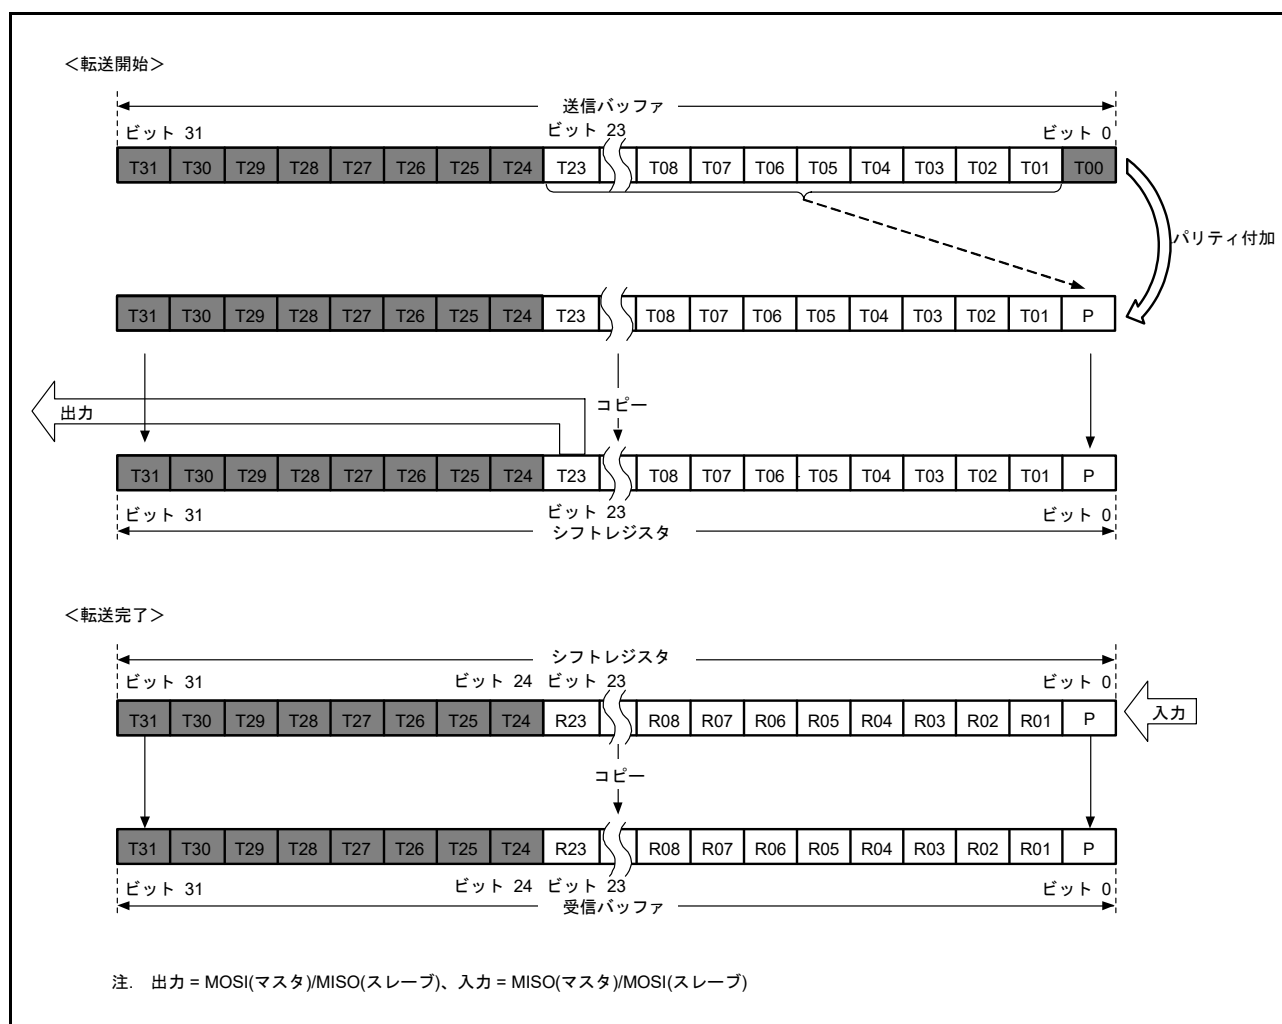 ＜転送開始＞
送信バッファ
ビット 31 ビット 23 ビット 0
T31 T30 T29 T28 T27 T26 T25 T24 T23 T08 T07 T06 T05 T04 T03 T02 T01 T00
パリティ付加
T31 T30 T29 T28 T27 T26 T25 T24 T23 T08 T07 T06 T05 T04 T03 T02 T01 P
コピー
出力
T31 T30 T29 T28 T27 T26 T25 T24 T23 T08 T07 T06 T05 T04 T03 T02 T01 P
ビット 31 ビット 23 ビット 0
シフトレジスタ
＜転送完了＞
シフトレジスタ
ビット 31 ビット 24 ビット 23 ビット 0
T31 T30 T29 T28 T27 T26 T25 T24 R23 R08 R07 R06 R05 R04 R03 R02 R01 P
入力
コピー
T31 T30 T29 T28 T27 T26 T25 T24 R23 R08 R07 R06 R05 R04 R03 R02 R01 P
ビット 31 ビット 24 ビット 23 ビット 0
受信バッファ
注. 出力 = MOSI(マスタ)/MISO(スレーブ)、入力 = MISO(マスタ)/MOSI(スレーブ)